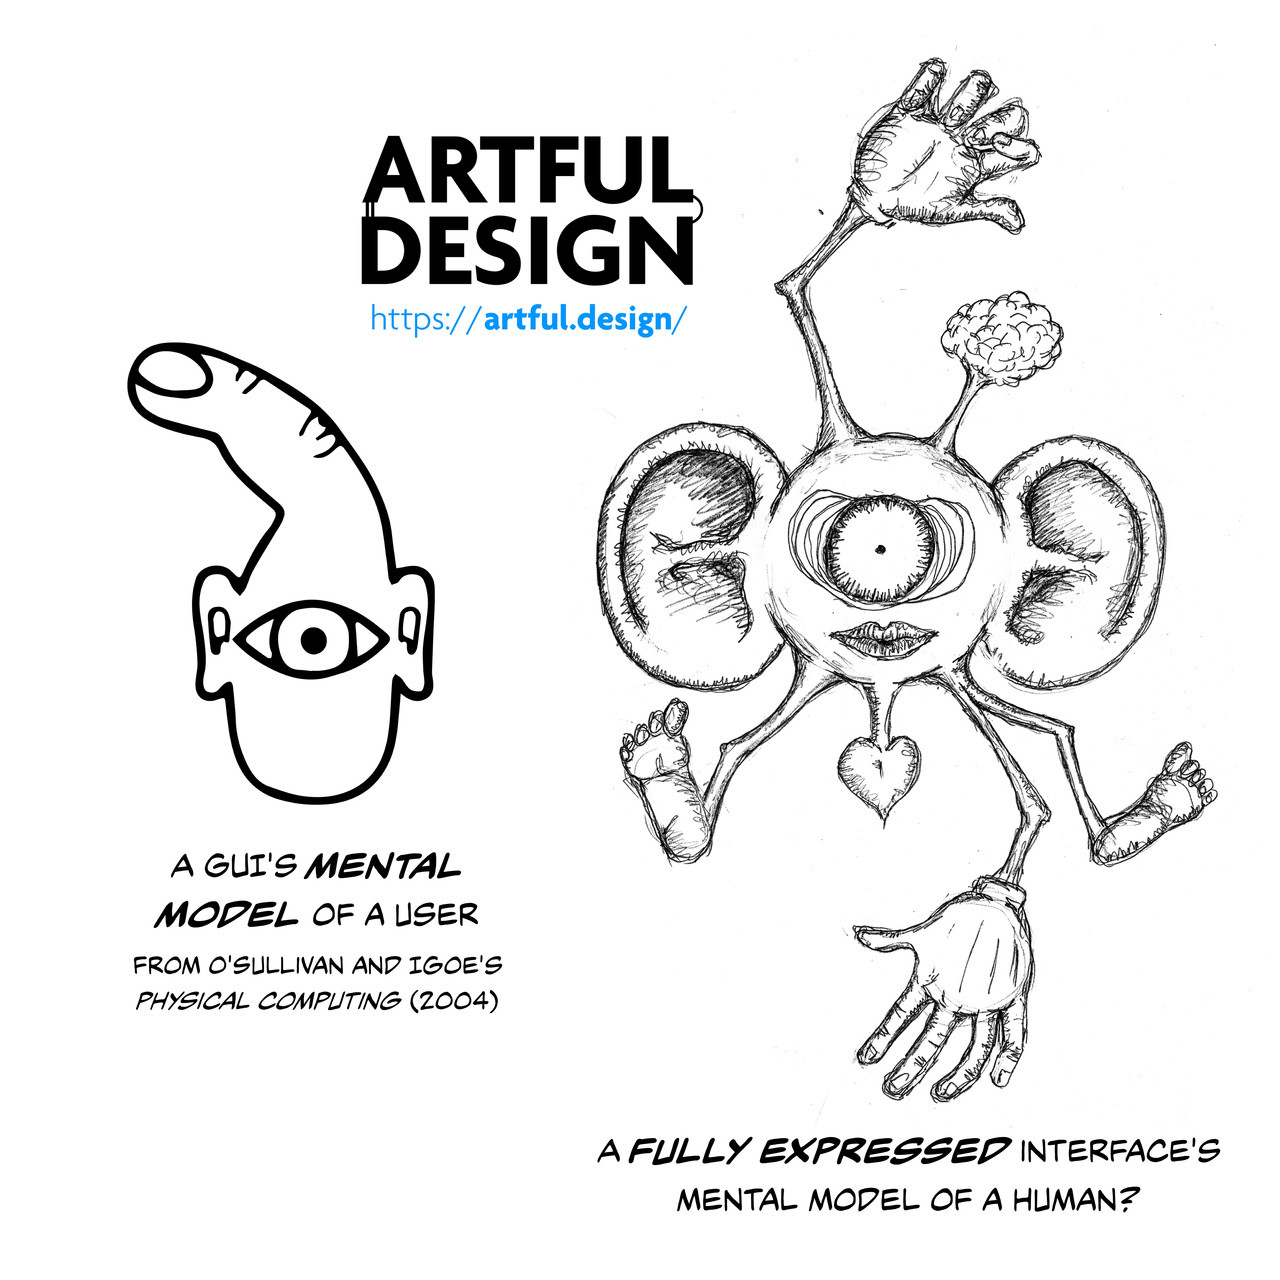 ARTFUL
DESIGN
https://artful.design/
A GUI'S MENTAL
MODEL OF A USER
FROM O'SULLIVAN AND IGOE'S
PHYSICAL COMPUTING (2004)
A FULLY EXPRESSED INTERFACE'S
MENTAL MODEL OF A HUMAN?